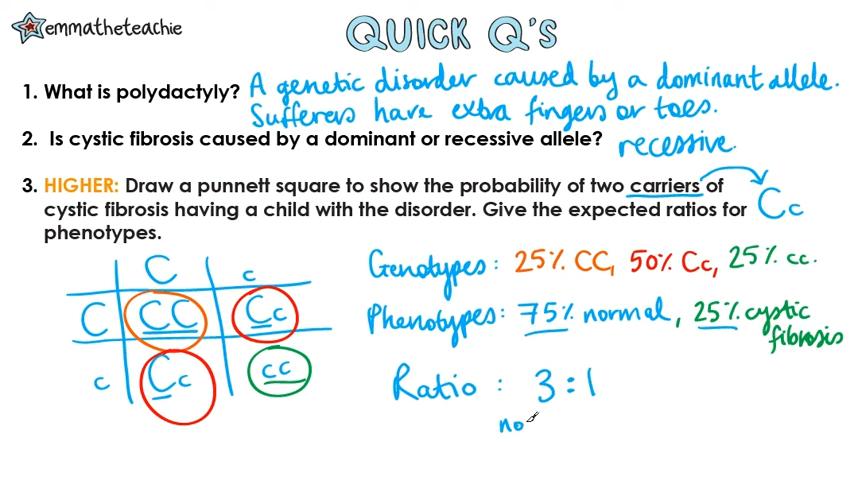 emmatheteachie
QUICK Q'S
1. What is polydactyly? A genetic disorder caused by a dominant allele.
Sufferers have extra fingers or toes.
2. Is cystic fibrosis caused by a dominant or recessive allele? recessive.
3. HIGHER: Draw a punnett square to show the probability of two carriers of
cystic fibrosis having a child with the disorder. Give the expected ratios for Cc
phenotypes.
C c
C CC Cc
c Cc cc
Genotypes: 25% CC, 50% Cc, 25% cc.
Phenotypes: 75% normal, 25% cystic
fibrosis
Ratio: 3:1
no